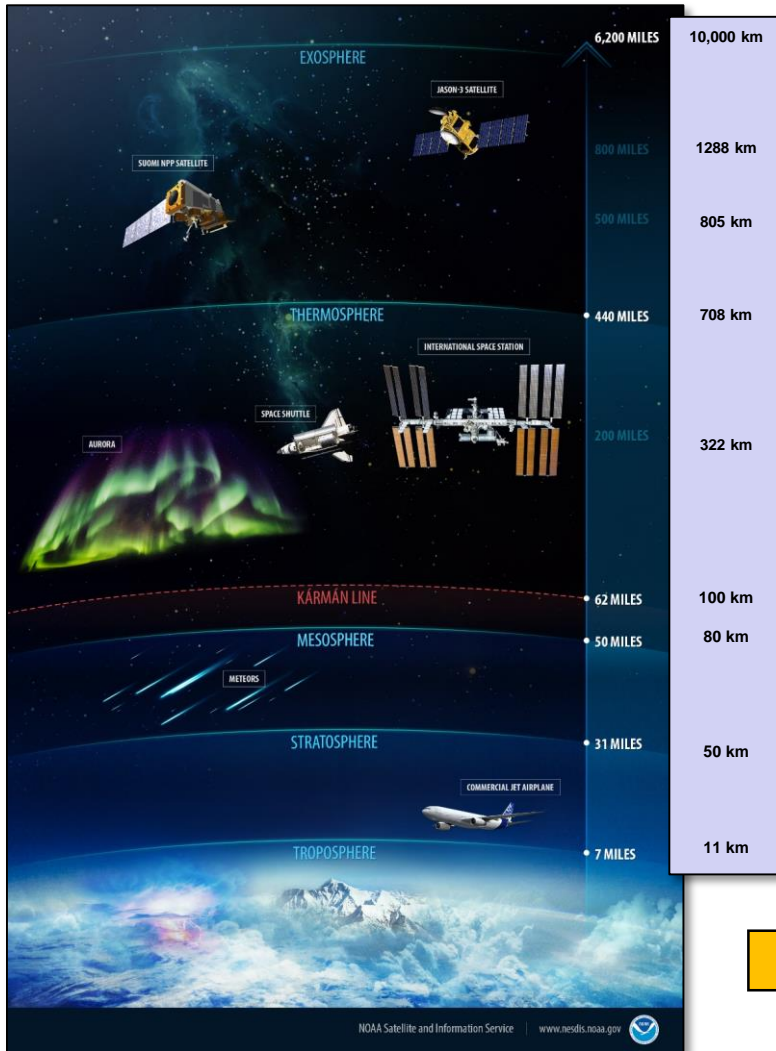 6,200 MILES 10,000 km
EXOSPHERE
JASON-3 SATELLITE
800 MILES 1288 km
SUOMI NPP SATELLITE
500 MILES 805 km
THERMOSPHERE 440 MILES 708 km
INTERNATIONAL SPACE STATION
SPACE SHUTTLE
200 MILES 322 km
AURORA
KÁRMÁN LINE 62 MILES 100 km
MESOSPHERE 50 MILES 80 km
METEORS
STRATOSPHERE 31 MILES 50 km
COMMERCIAL JET AIRPLANE
TROPOSPHERE 7 MILES 11 km
NOAA Satellite and Information Service | www.nesdis.noaa.gov